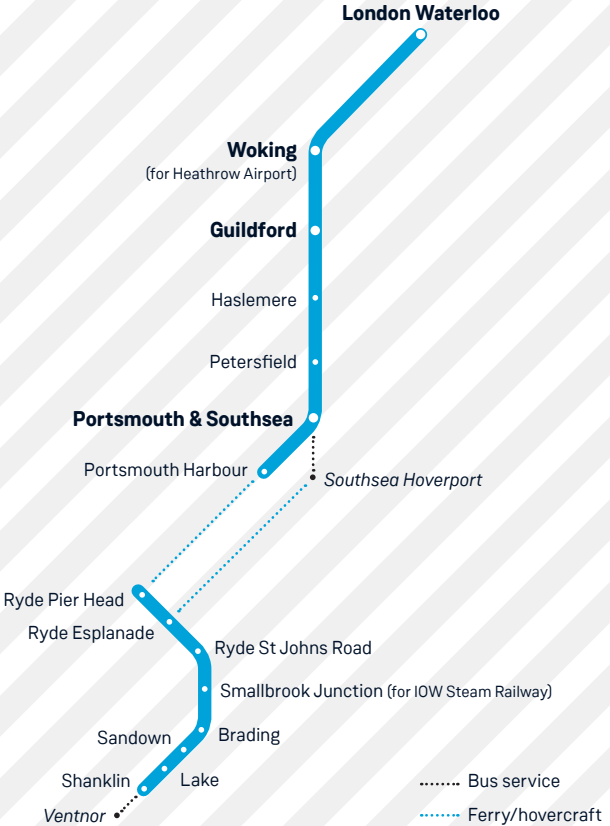 London Waterloo
Woking
(for Heathrow Airport)
Guildford
Haslemere
Petersfield
Portsmouth & Southsea
Portsmouth Harbour
Southsea Hoverport
Ryde Pier Head
Ryde Esplanade
Ryde St Johns Road
Smallbrook Junction (for IOW Steam Railway)
Brading
Sandown
Lake
Shanklin
Ventnor
Bus service
Ferry/hovercraft